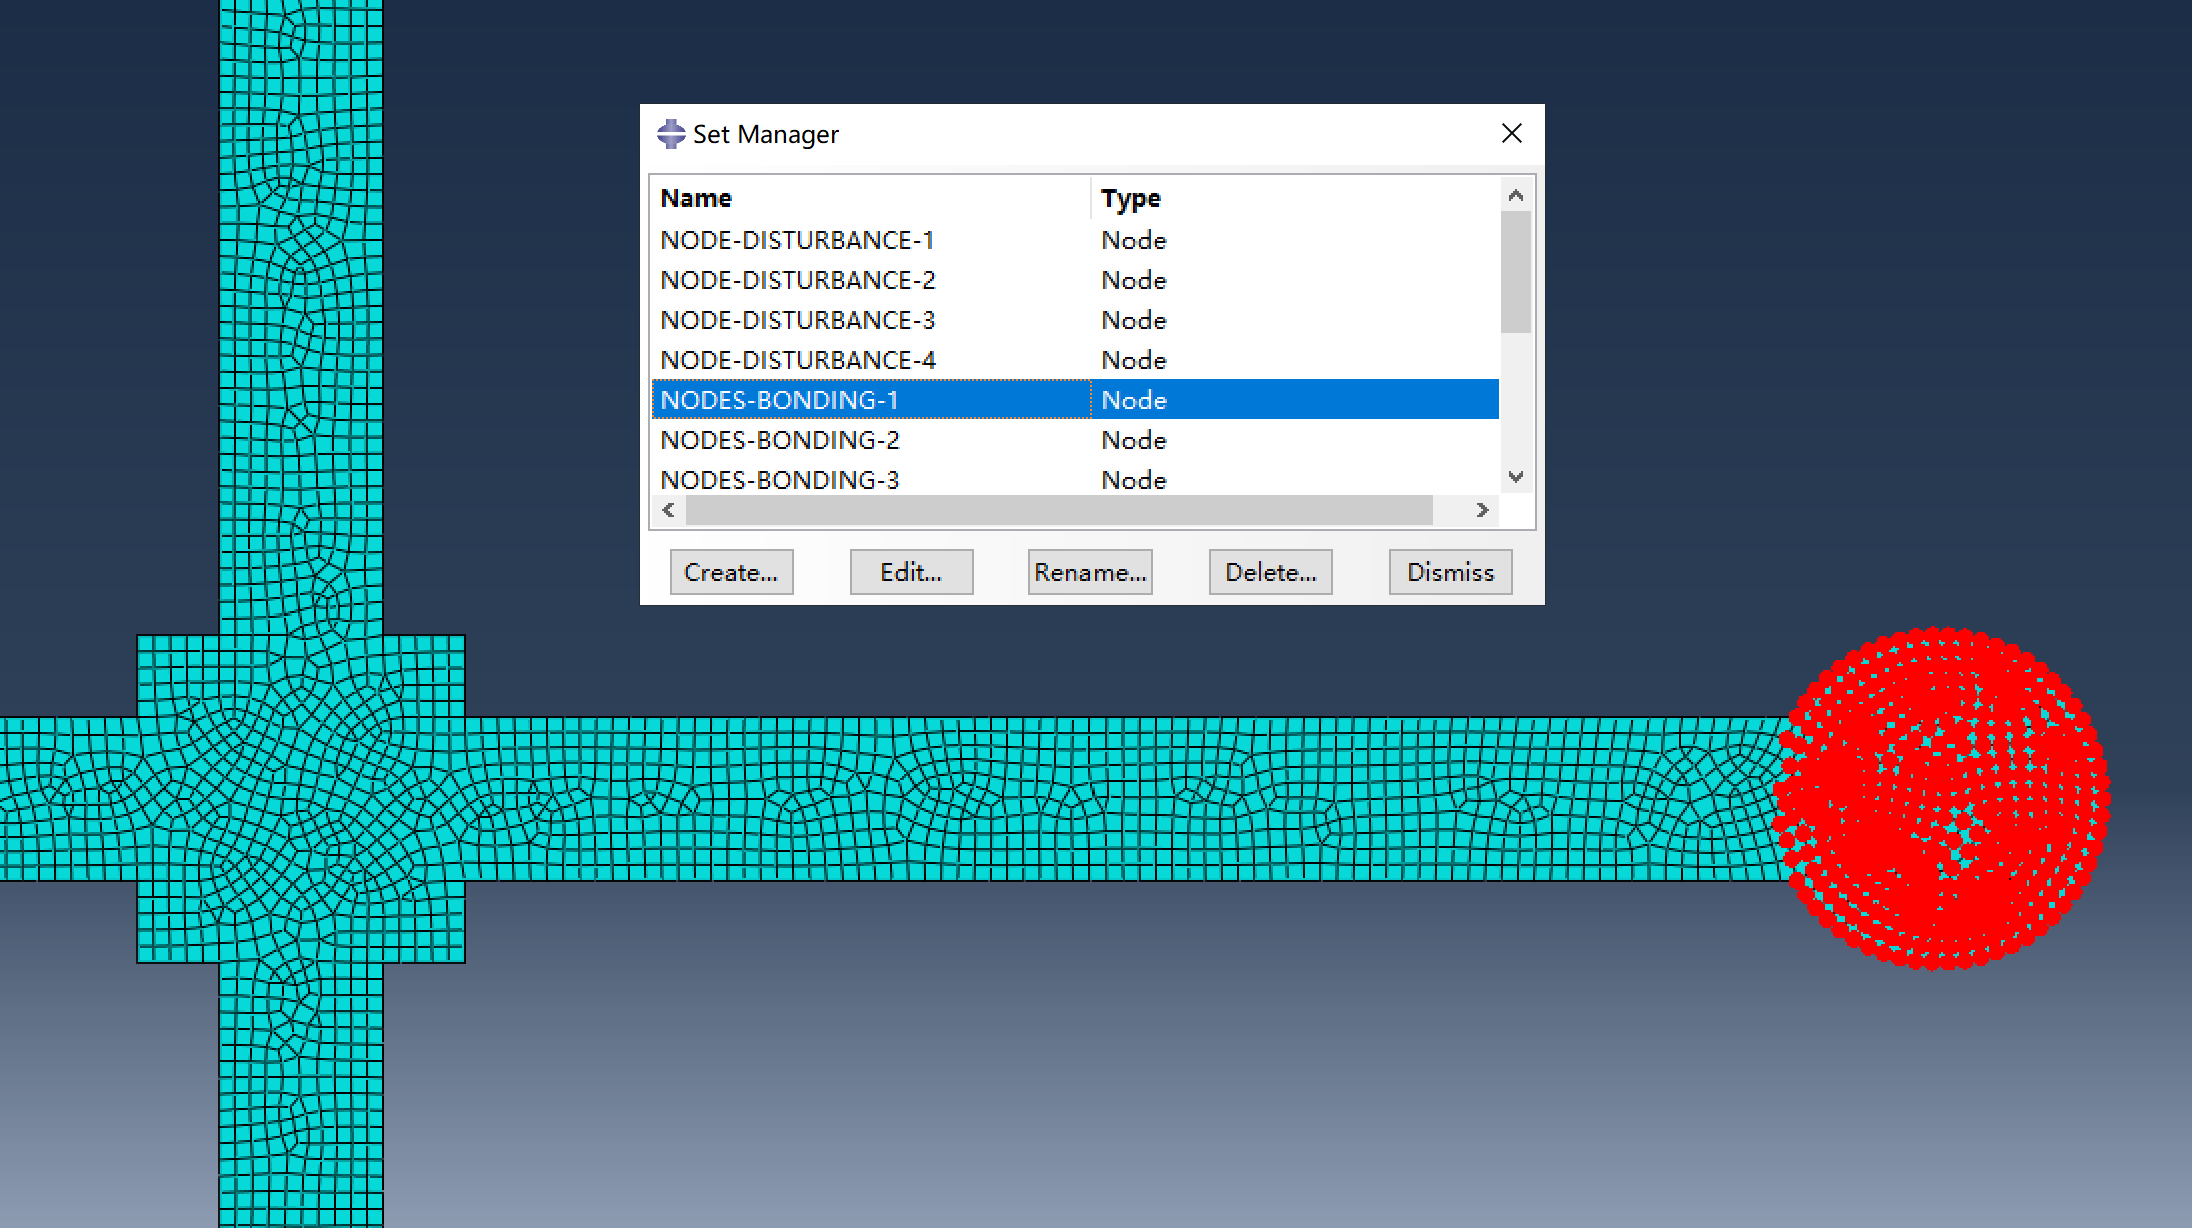 Set Manager
Name Type
NODE-DISTURBANCE-1 Node
NODE-DISTURBANCE-2 Node
NODE-DISTURBANCE-3 Node
NODE-DISTURBANCE-4 Node
NODES-BONDING-1 Node
NODES-BONDING-2 Node
NODES-BONDING-3 Node
Create... Edit... Rename... Delete... Dismiss